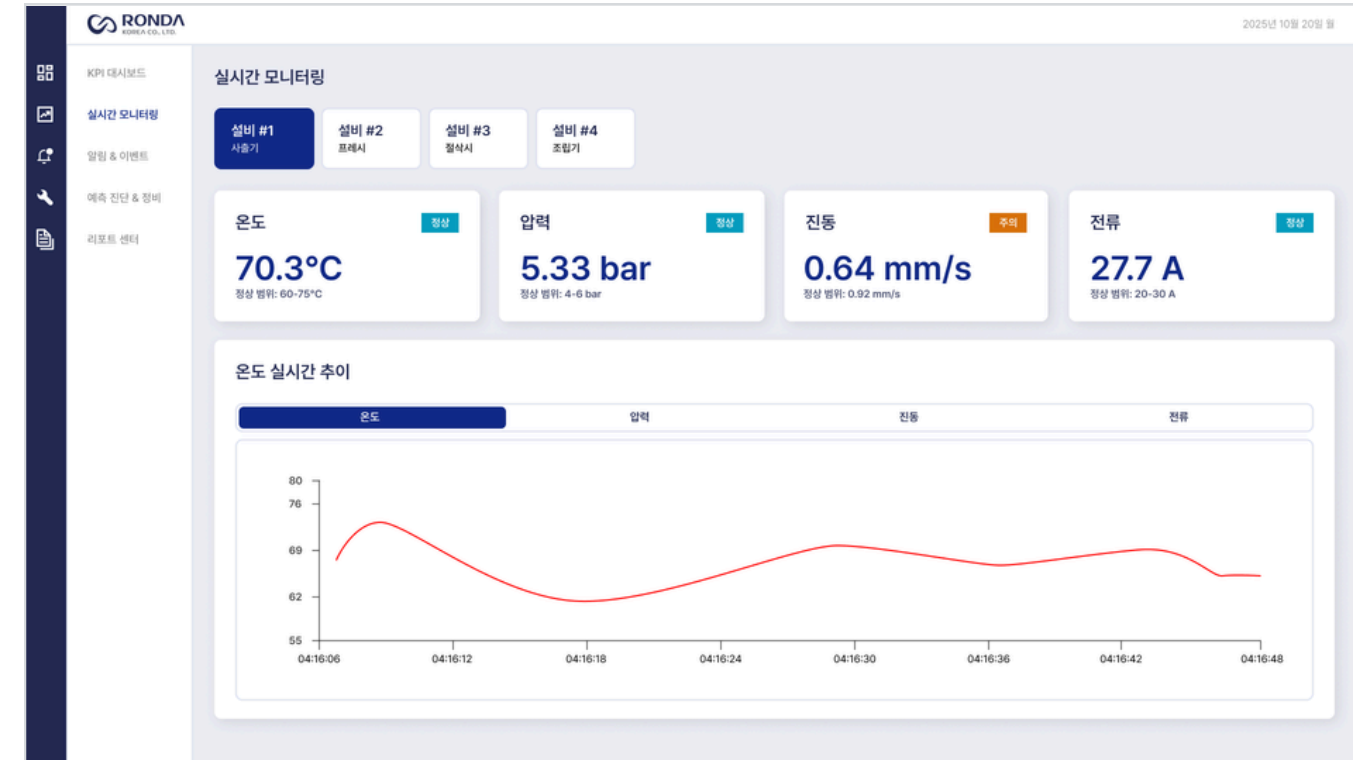 RONDA
KOREA CO., LTD.
2025년 10월 20일 월
KPI 대시보드
실시간 모니터링
알림 & 이벤트
예측 진단 & 정비
리포트 센터
실시간 모니터링
설비 #1
사출기
설비 #2
프레시
설비 #3
절삭시
설비 #4
조립기
온도
정상
70.3°C
정상 범위: 60-75°C
압력
정상
5.33 bar
정상 범위: 4-6 bar
진동
주의
0.64 mm/s
정상 범위: 0.92 mm/s
전류
정상
27.7 A
정상 범위: 20-30 A
온도 실시간 추이
온도 압력 진동 전류
80
76
69
62
55
04:16:06 04:16:12 04:16:18 04:16:24 04:16:30 04:16:36 04:16:42 04:16:48